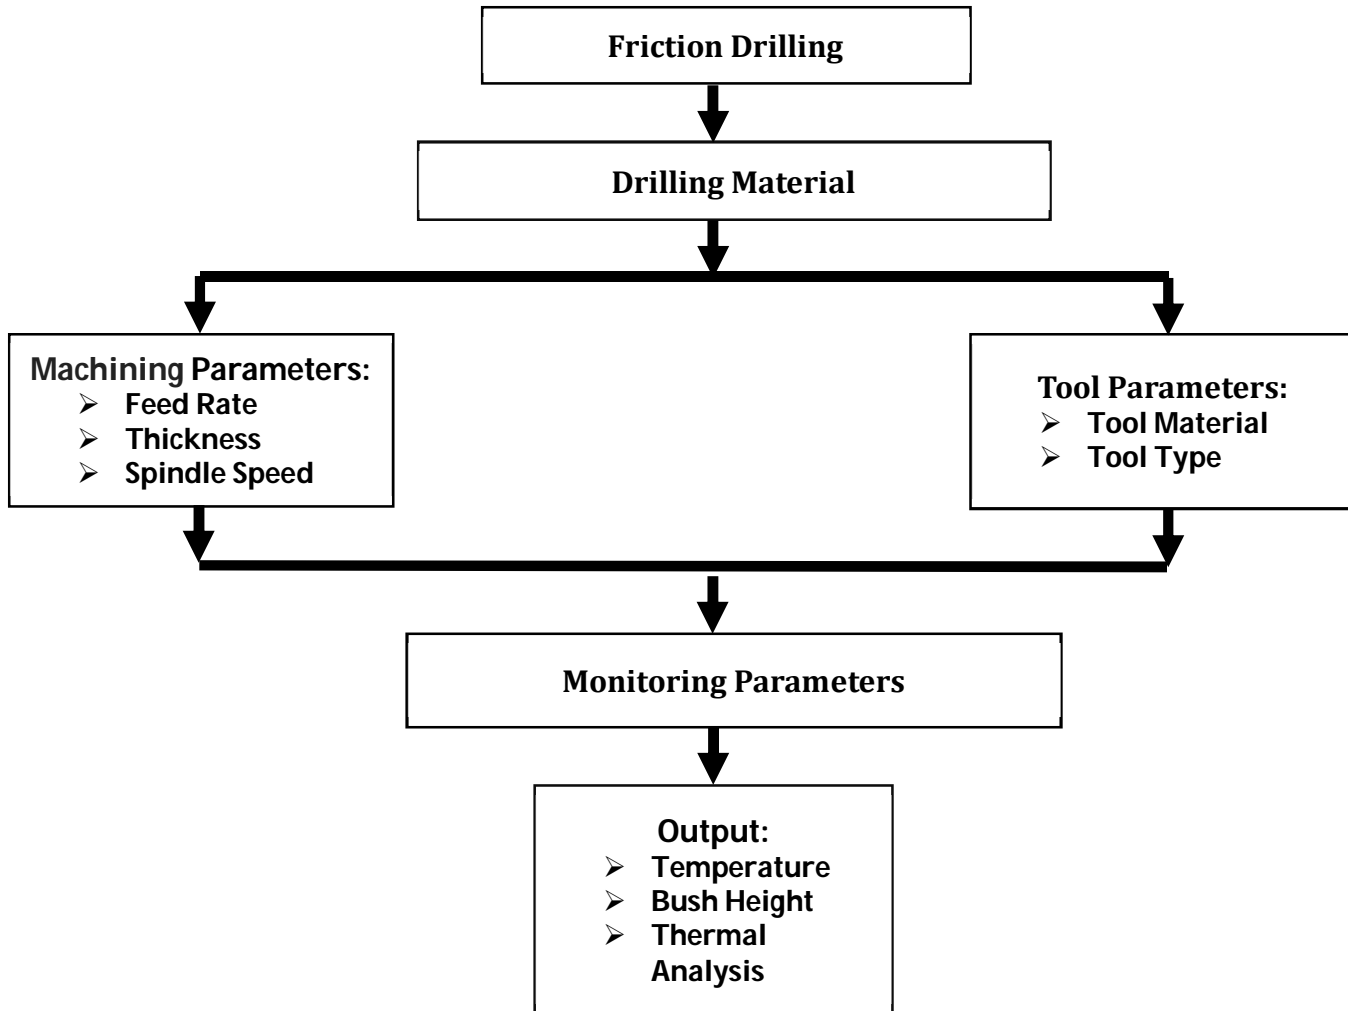 Friction Drilling
Drilling Material
Machining Parameters:
➢ Feed Rate
➢ Thickness
➢ Spindle Speed
Tool Parameters:
➢ Tool Material
➢ Tool Type
Monitoring Parameters
Output:
➢ Temperature
➢ Bush Height
➢ Thermal
Analysis